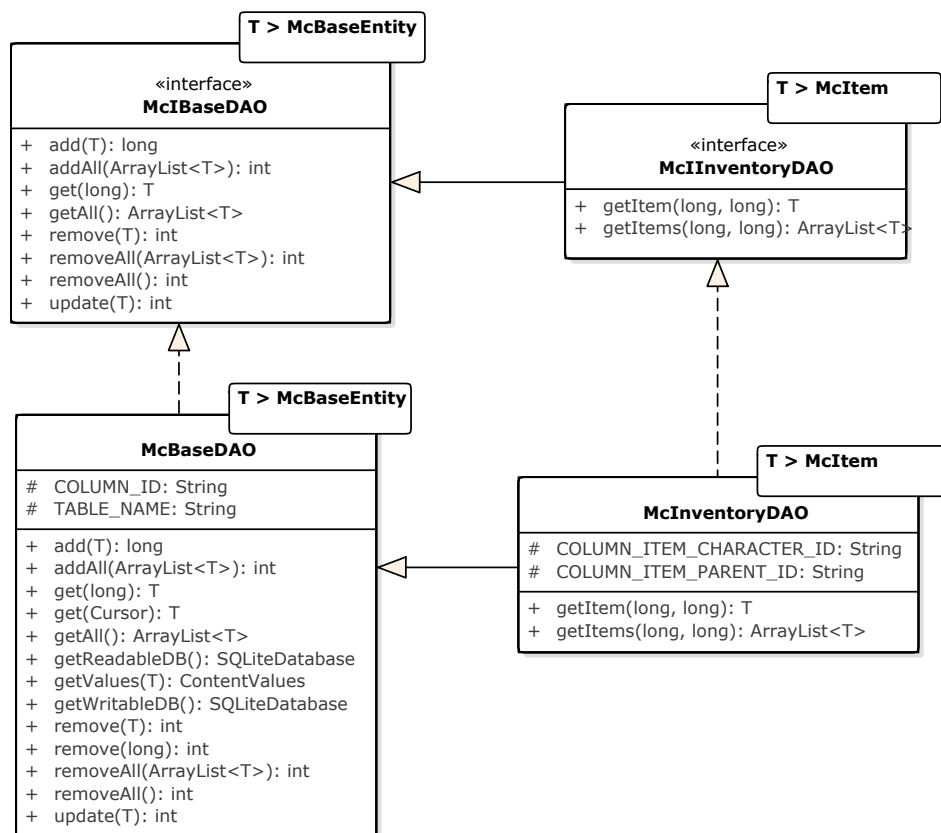 T > McBaseEntity
«interface»
McIBaseDAO
+ add(T): long
+ addAll(ArrayList<T>): int
+ get(long): T
+ getAll(): ArrayList<T>
+ remove(T): int
+ removeAll(ArrayList<T>): int
+ removeAll(): int
+ update(T): int
T > McItem
«interface»
McIInventoryDAO
+ getItem(long, long): T
+ getItems(long, long): ArrayList<T>
T > McBaseEntity
McBaseDAO
# COLUMN_ID: String
# TABLE_NAME: String
+ add(T): long
+ addAll(ArrayList<T>): int
+ get(long): T
+ get(Cursor): T
+ getAll(): ArrayList<T>
+ getReadableDB(): SQLiteDatabase
+ getValues(T): ContentValues
+ getWritableDB(): SQLiteDatabase
+ remove(T): int
+ remove(long): int
+ removeAll(ArrayList<T>): int
+ removeAll(): int
+ update(T): int
T > McItem
McInventoryDAO
# COLUMN_ITEM_CHARACTER_ID: String
# COLUMN_ITEM_PARENT_ID: String
+ getItem(long, long): T
+ getItems(long, long): ArrayList<T>